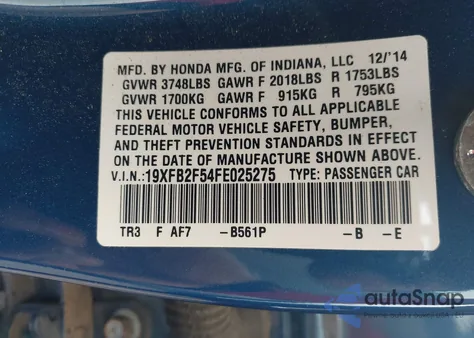 MFD. BY HONDA MFG. OF INDIANA, LLC 12/'14
GVWR 3748LBS GAWR F 2018LBS R 1753LBS
GVWR 1700KG GAWR F 915KG R 795KG
THIS VEHICLE CONFORMS TO ALL APPLICABLE
FEDERAL MOTOR VEHICLE SAFETY, BUMPER,
AND THEFT PREVENTION STANDARDS IN EFFECT
ON THE DATE OF MANUFACTURE SHOWN ABOVE.
V.I.N.:19XFB2F54FE025275 TYPE: PASSENGER CAR
TR3 F AF7 -B561P -B -E
autoSnap